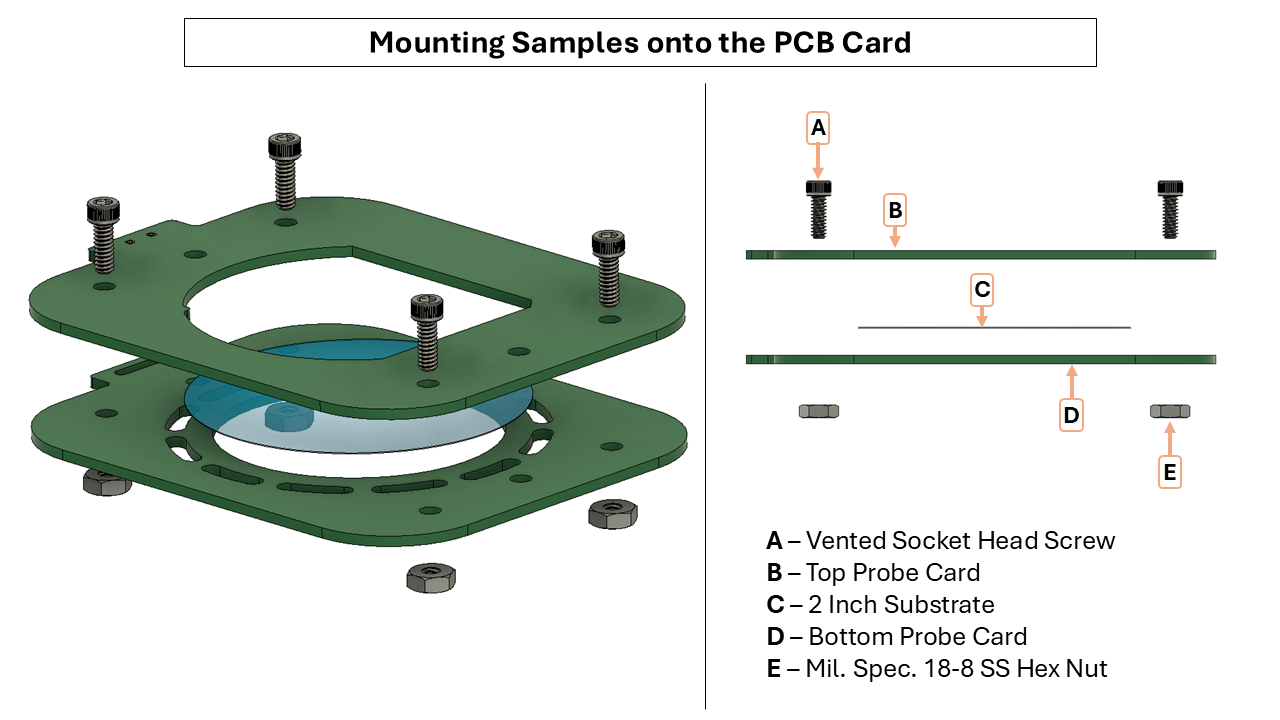 Mounting Samples onto the PCB Card
A
B
C
D
E
A – Vented Socket Head Screw
B – Top Probe Card
C – 2 Inch Substrate
D – Bottom Probe Card
E – Mil. Spec. 18-8 SS Hex Nut